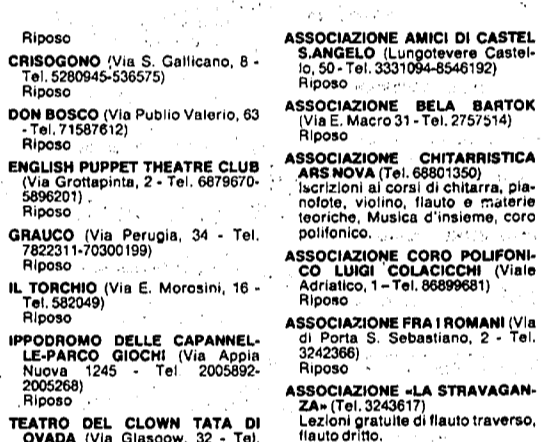 Riposo
CRISOGONO (Via S. Gallicano, 8 -
Tel. 5280945-536575)
Riposo
DON BOSCO (Via Publio Valerio, 63
- Tel. 71587612)
Riposo
ENGLISH PUPPET THEATRE CLUB
(Via Grottapinta, 2 - Tel. 6879670-
5896201)
Riposo
GRAUCO (Via Perugia, 34 - Tel.
7822311-70300199)
Riposo
IL TORCHIO (Via E. Morosini, 16 -
Tel. 582049)
Riposo
IPPODROMO DELLE CAPANNEL-
LE-PARCO GIOCHI (Via Appia
Nuova 1245 - Tel 2005892-
2005268)
Riposo
TEATRO DEL CLOWN TATA DI
OVADA (Via Glasgow, 32 - Tel.
ASSOCIAZIONE AMICI DI CASTEL
S.ANGELO (Lungotevere Castel-
lo, 50 - Tel. 3331094-8546192)
Riposo
ASSOCIAZIONE BELA BARTOK
(Via E. Macro 31 - Tel. 2757514)
Riposo
ASSOCIAZIONE CHITARRISTICA
ARS NOVA (Tel. 68801350)
Iscrizioni ai corsi di chitarra, pia-
nofote, violino, flauto e materie
teoriche, Musica d'insieme, coro
polifonico.
ASSOCIAZIONE CORO POLIFONI-
CO LUIGI COLACICCHI (Viale
Adriatico, 1 - Tel. 86899681)
Riposo
ASSOCIAZIONE FRA I ROMANI (Via
di Porta S. Sebastiano, 2 - Tel.
3242366)
Riposo
ASSOCIAZIONE «LA STRAVAGAN-
ZA» (Tel. 3243617)
Lezioni gratuite di flauto traverso,
flauto dritto.